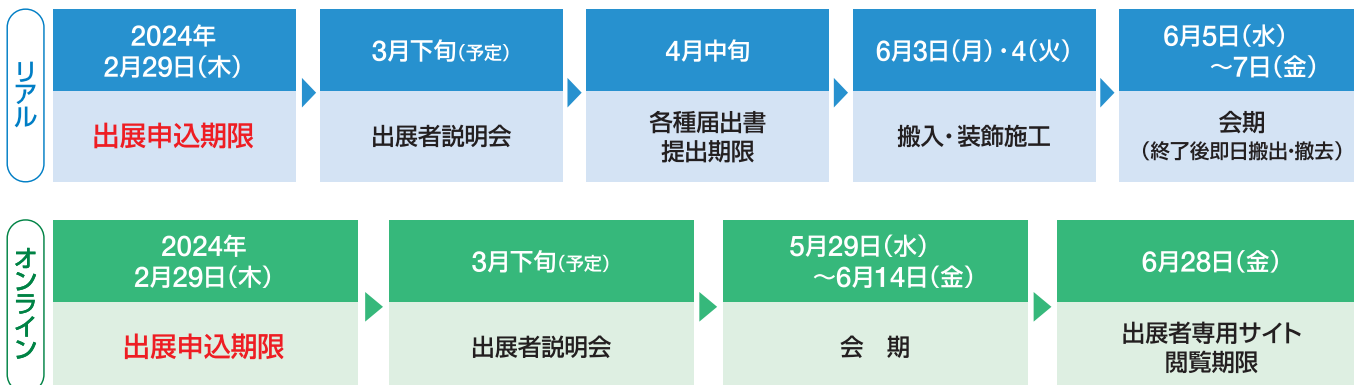 リアル
2024年
2月29日(木)
出展申込期限
3月下旬(予定)
出展者説明会
4月中旬
各種届出書
提出期限
6月3日(月)・4(火)
搬入・装飾施工
6月5日(水)
～7日(金)
会期
(終了後即日搬出・撤去)
オンライン
2024年
2月29日(木)
出展申込期限
3月下旬(予定)
出展者説明会
5月29日(水)
～6月14日(金)
会　期
6月28日(金)
出展者専用サイト
閲覧期限